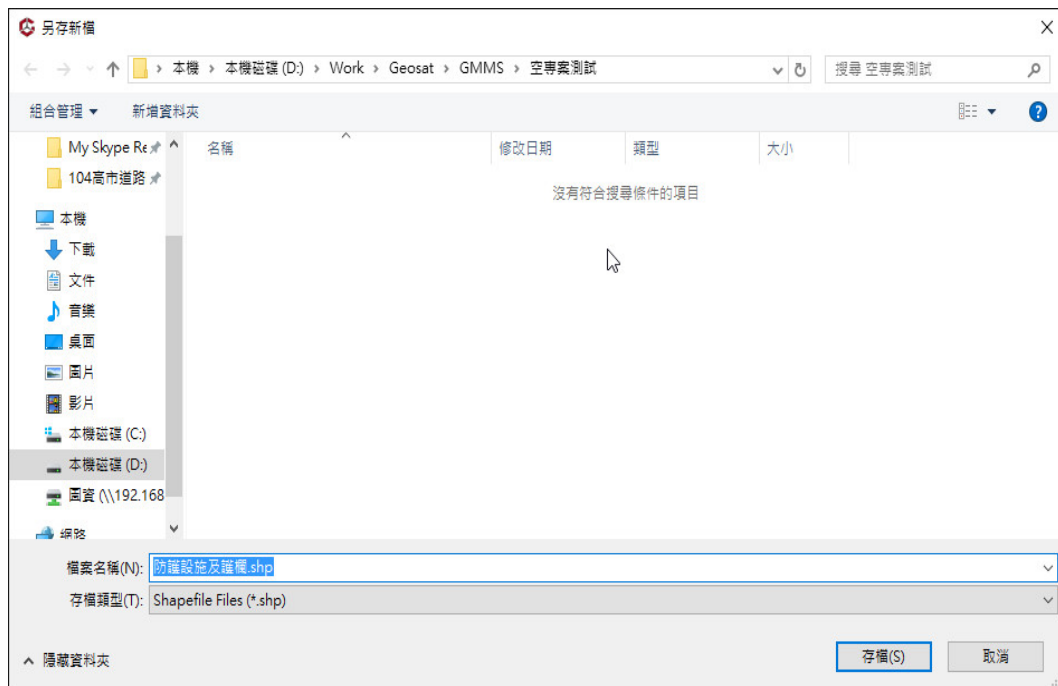 另存新檔
本機 › 本機磁碟 (D:) › Work › Geosat › GMMS › 空專案測試
搜尋 空專案測試
組合管理 新增資料夾
名稱 修改日期 類型 大小
沒有符合搜尋條件的項目
My Skype Re
104高市道路
本機
下載
文件
音樂
桌面
圖片
影片
本機磁碟 (C:)
本機磁碟 (D:)
圖資 (\\192.168
網路
檔案名稱(N): 防護設施及護欄.shp
存檔類型(T): Shapefile Files (*.shp)
隱藏資料夾 存檔(S) 取消